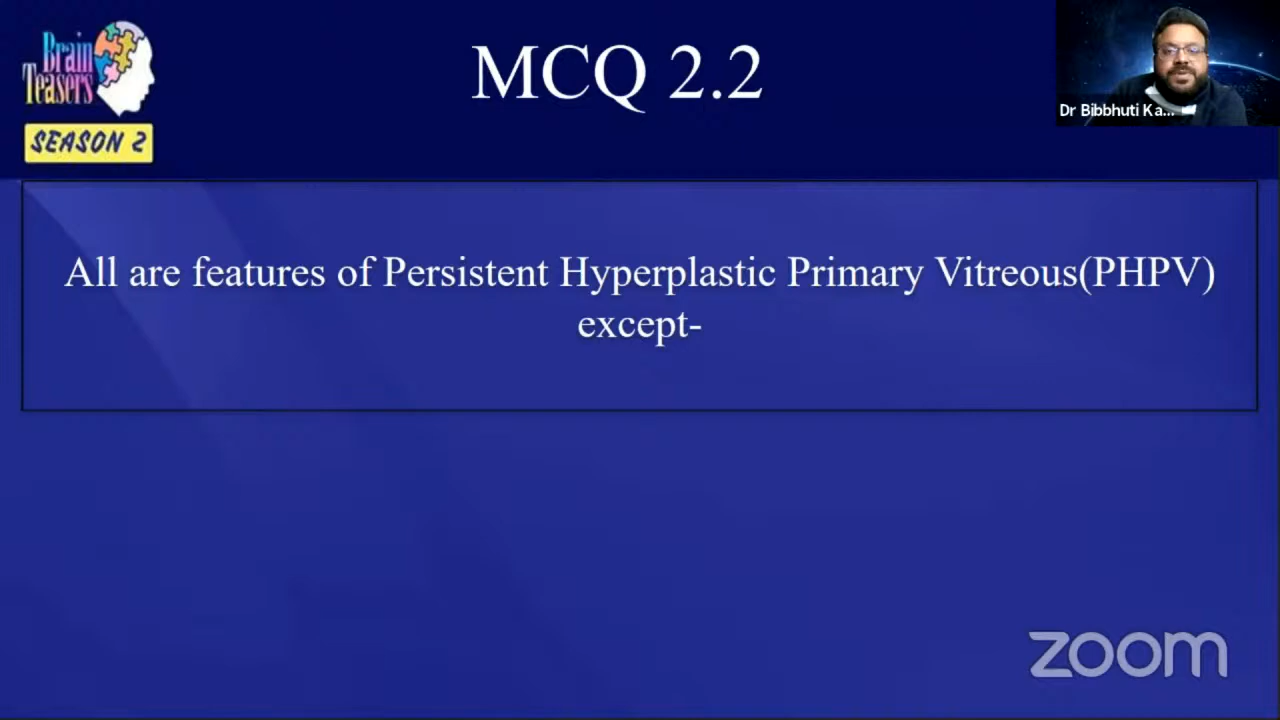 Brain
Teasers
SEASON 2
MCQ 2.2
Dr Bibbhuti Ka...
All are features of Persistent Hyperplastic Primary Vitreous(PHPV)
except-
zoom